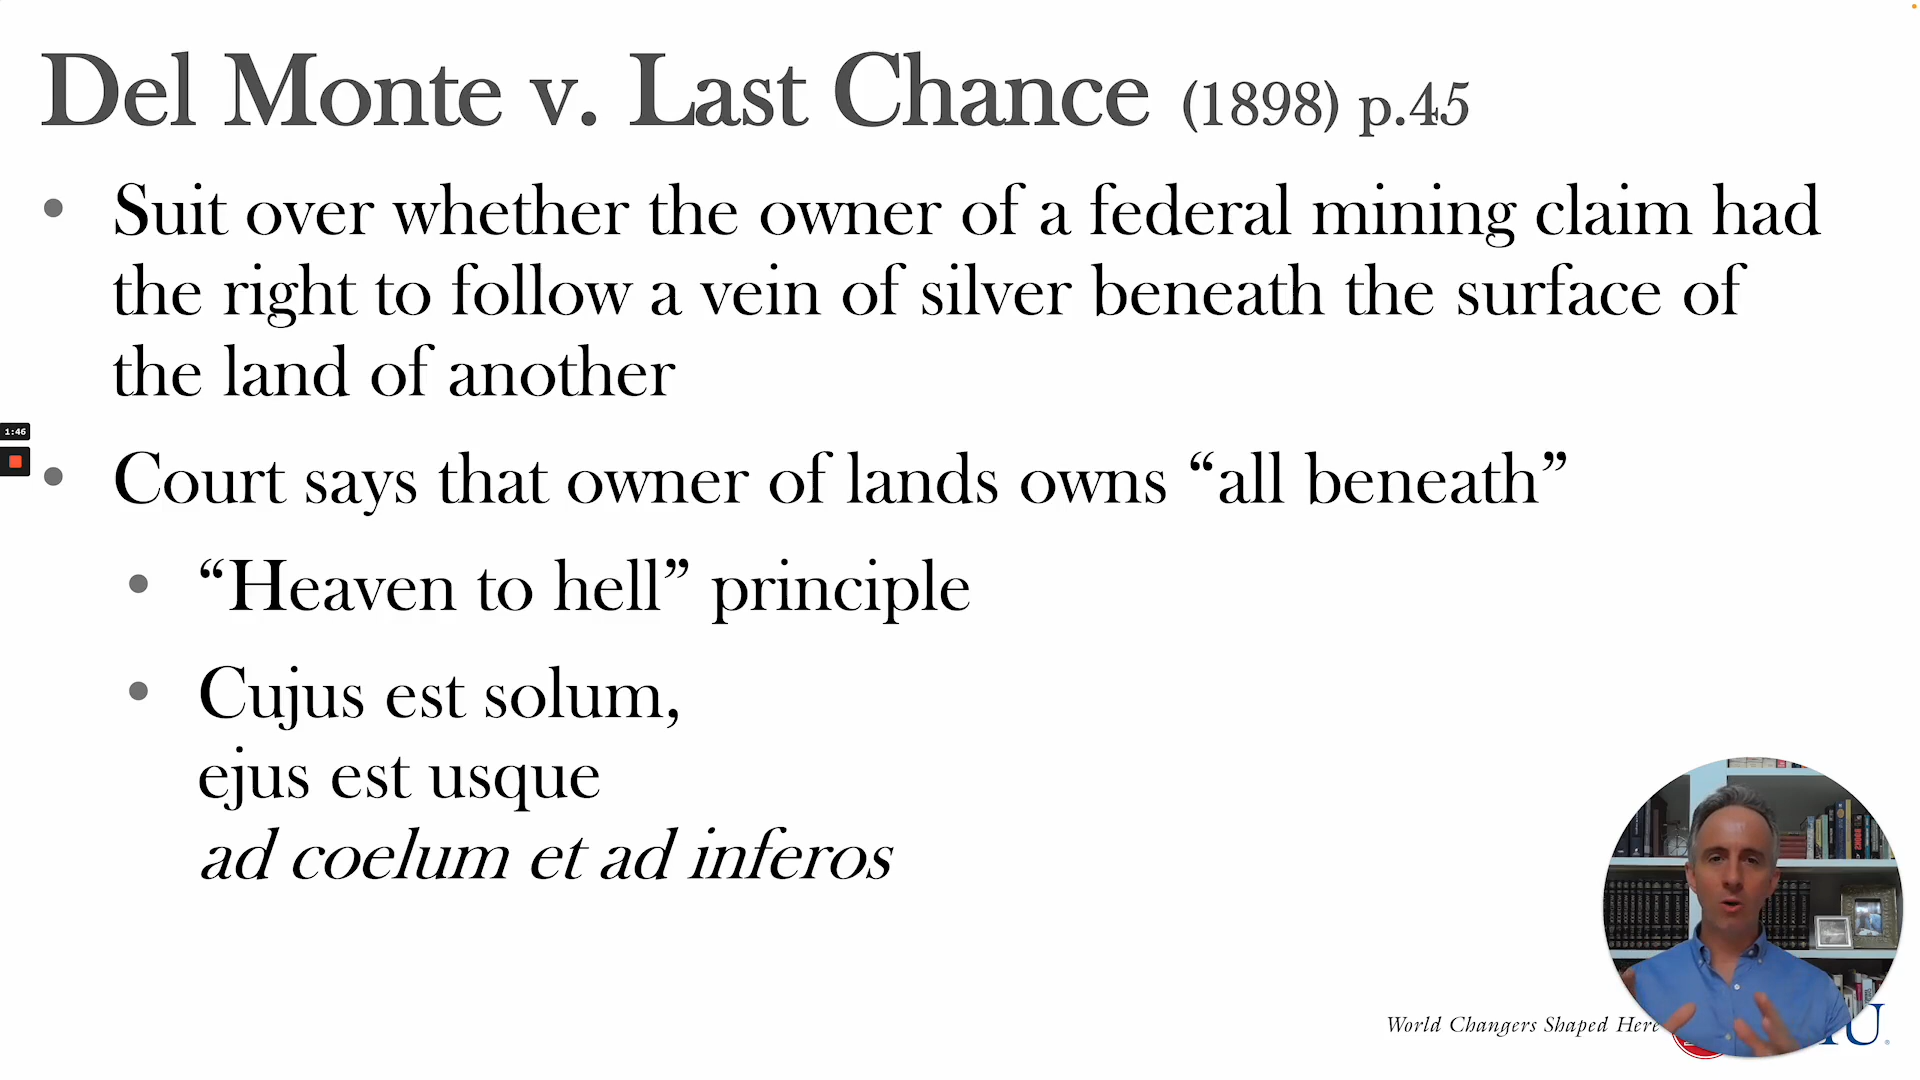 Del Monte v. Last Chance (1898) p.45
• Suit over whether the owner of a federal mining claim had
the right to follow a vein of silver beneath the surface of
the land of another
1:46
• Court says that owner of lands owns “all beneath”
• “Heaven to hell” principle
• Cujus est solum,
ejus est usque
ad coelum et ad inferos
World Changers Shaped Here